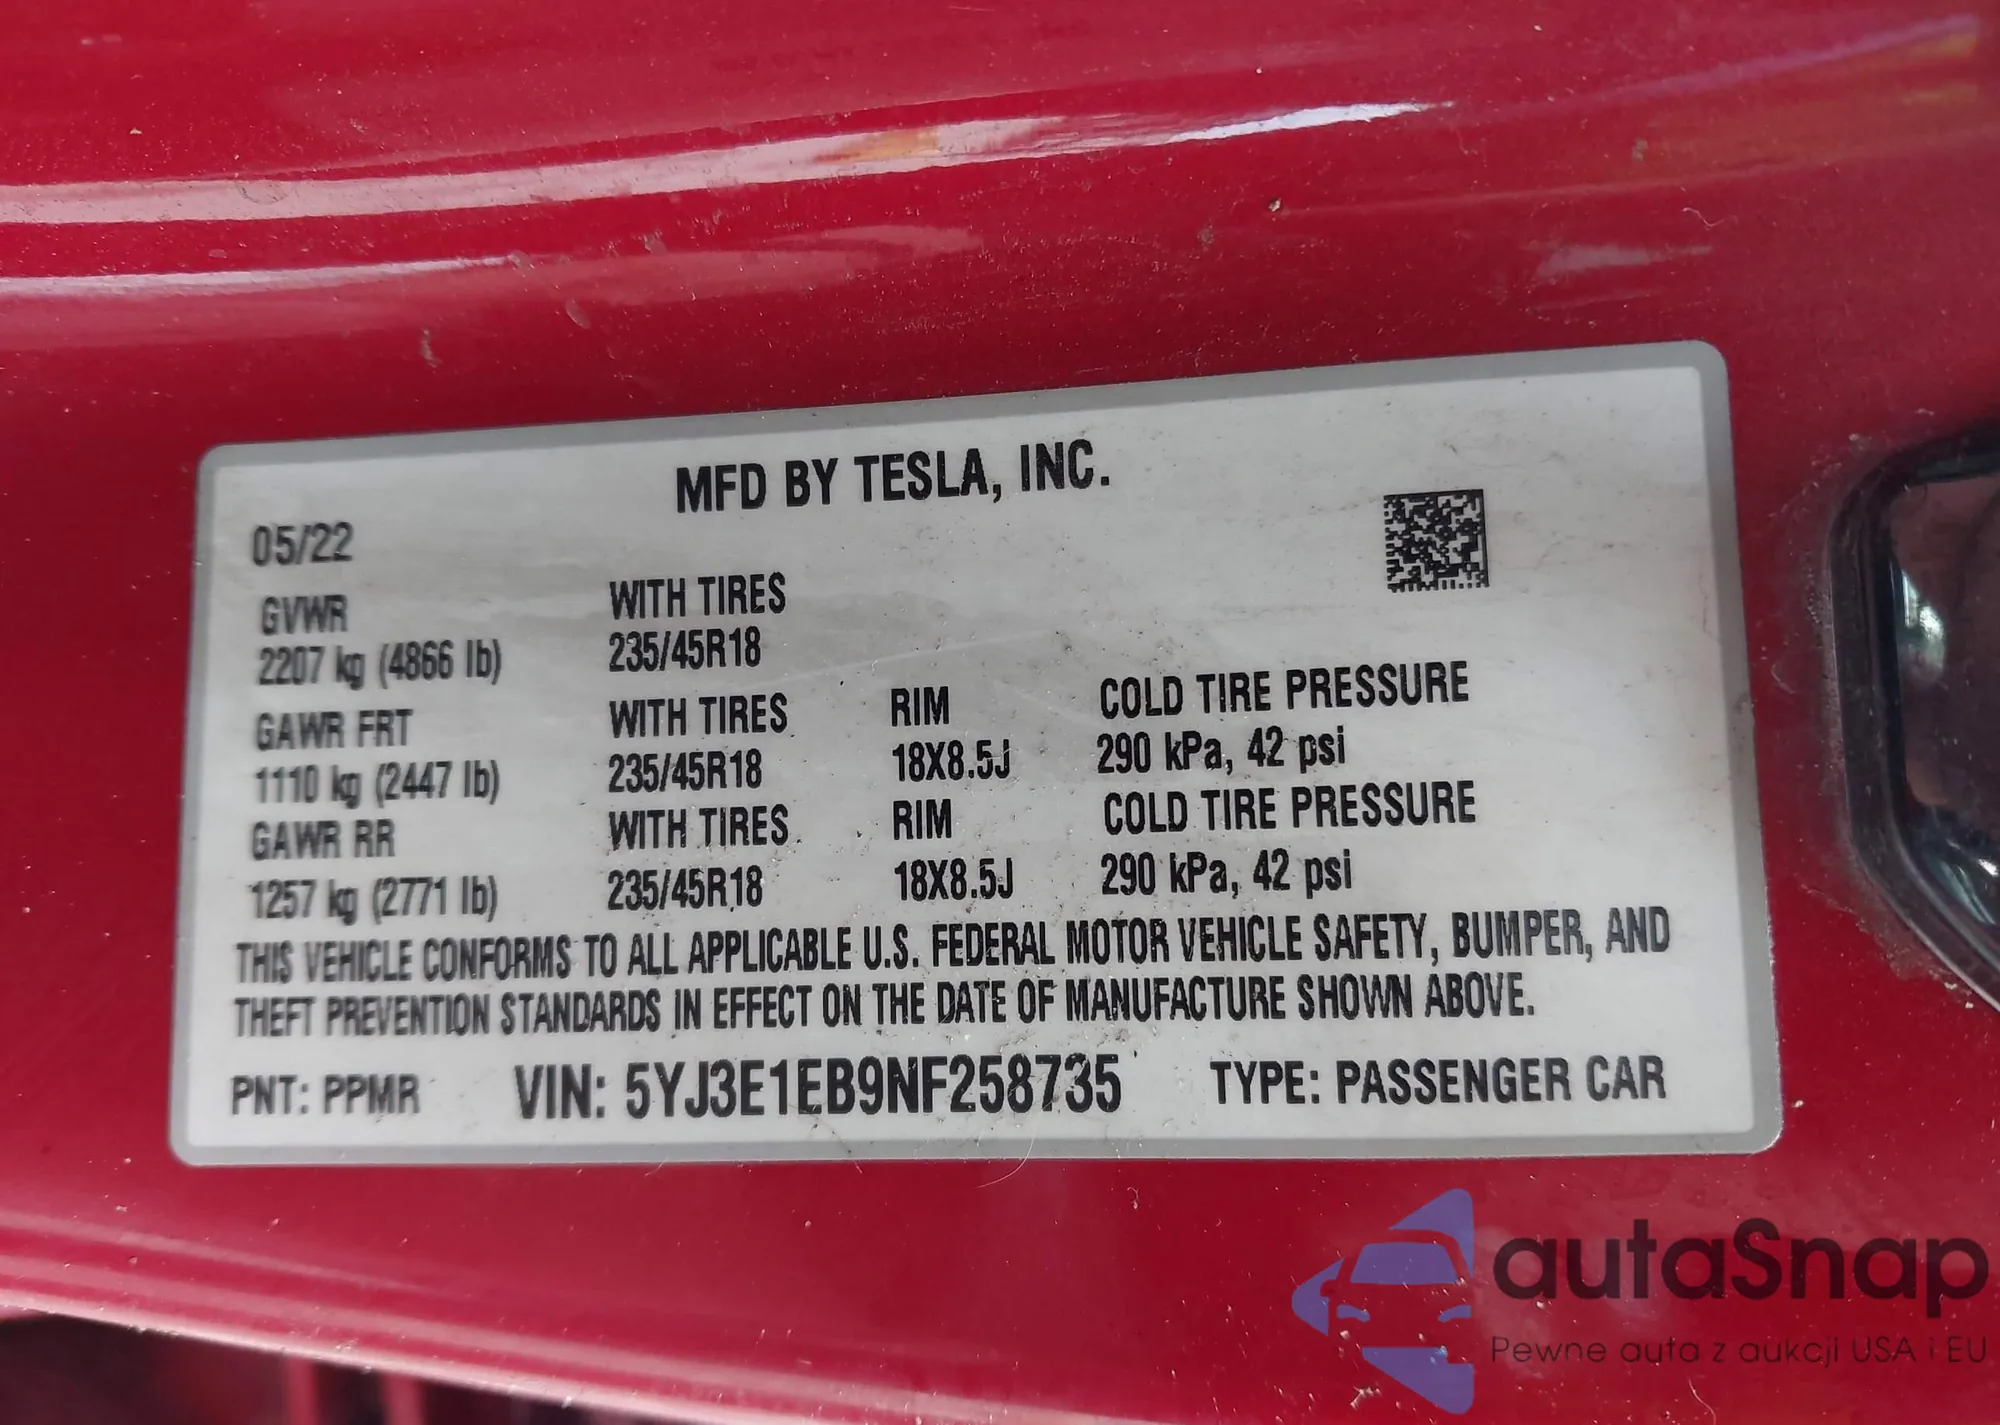 MFD BY TESLA, INC.
05/22
GVWR WITH TIRES
2207 kg (4866 lb) 235/45R18
GAWR FRT WITH TIRES RIM COLD TIRE PRESSURE
1110 kg (2447 lb) 235/45R18 18X8.5J 290 kPa, 42 psi
GAWR RR WITH TIRES RIM COLD TIRE PRESSURE
1257 kg (2771 lb) 235/45R18 18X8.5J 290 kPa, 42 psi
THIS VEHICLE CONFORMS TO ALL APPLICABLE U.S. FEDERAL MOTOR VEHICLE SAFETY, BUMPER, AND
THEFT PREVENTION STANDARDS IN EFFECT ON THE DATE OF MANUFACTURE SHOWN ABOVE.
PNT: PPMR VIN: 5YJ3E1EB9NF258735 TYPE: PASSENGER CAR
autaSnap
Pewne auta z aukcji USA i EU